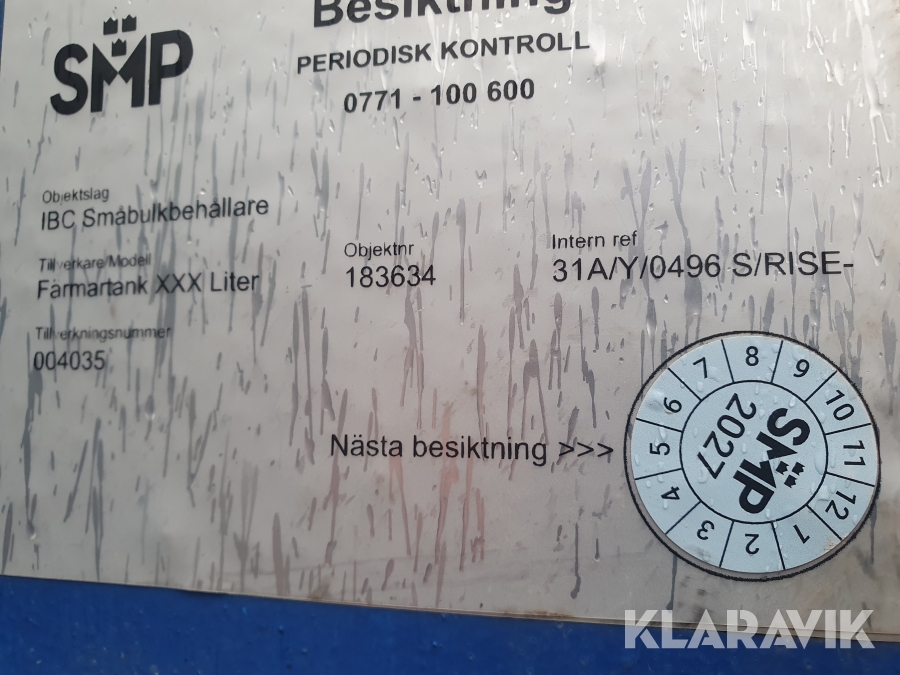 SMP
Besiktning
PERIODISK KONTROLL
0771 - 100 600
Objektslag
IBC Småbulkbehållare
Tillverkare/Modell
Farmartank XXX Liter
Objektnr
183634
Intern ref
31A/Y/0496 S/RISE-
Tillverkningsnummer
004035
Nästa besiktning >>>
1 2 3 4 5 6 7 8 9 10 11 12
SMP
2027
KLARAVIK